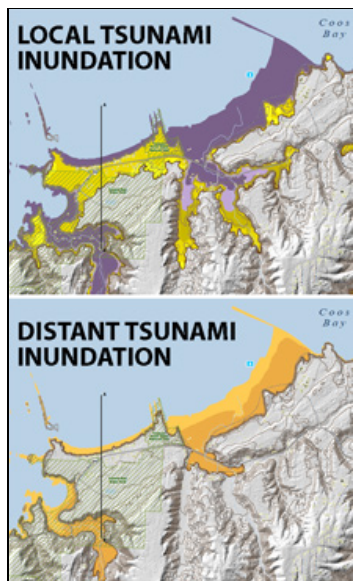 LOCAL TSUNAMI
INUNDATION
Coos
Bay
DISTANT TSUNAMI
INUNDATION
Coos
Bay